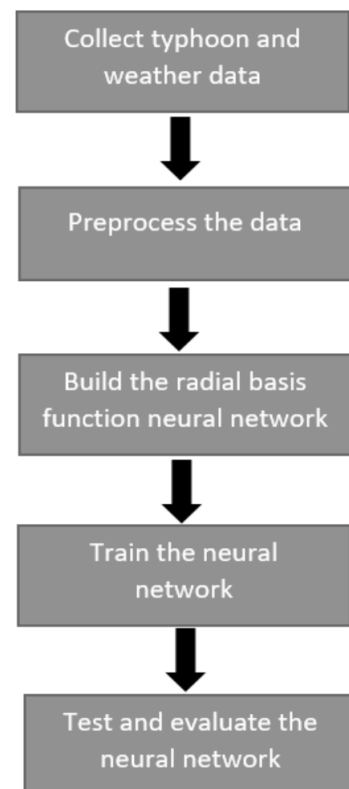 Collect typhoon and
weather data
Preprocess the data
Build the radial basis
function neural network
Train the neural
network
Test and evaluate the
neural network